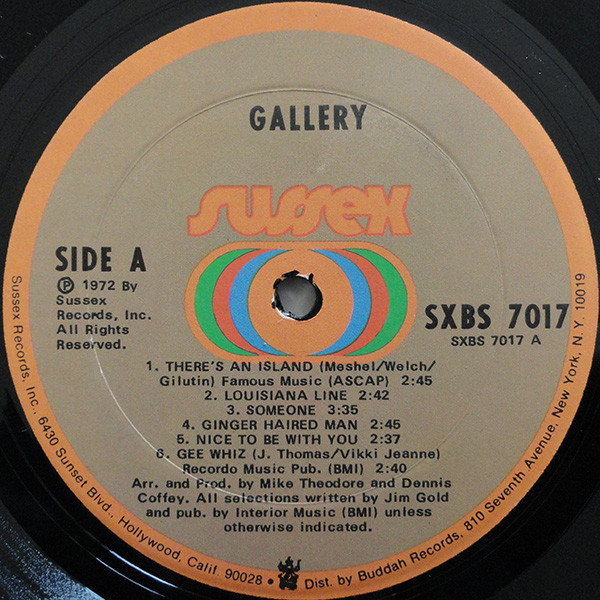 GALLERY
sussex
SIDE A
℗ 1972 By
Sussex
Records, Inc.
All Rights
Reserved.
SXBS 7017
SXBS 7017 A
1. THERE'S AN ISLAND (Meshel/Welch/
Gilutin) Famous Music (ASCAP) 2:45
2. LOUISIANA LINE 2:42
3. SOMEONE 3:35
4. GINGER HAIRED MAN 2:45
5. NICE TO BE WITH YOU 2:37
6. GEE WHIZ (J. Thomas/Vikki Jeanne)
Recordo Music Pub. (BMI) 2:40
Arr. and Prod. by Mike Theodore and Dennis
Coffey. All selections written by Jim Gold
and pub. by Interior Music (BMI) unless
otherwise indicated.
Sussex Records, Inc., 6430 Sunset Blvd., Hollywood, Calif. 90028 • Dist. by Buddah Records, 810 Seventh Avenue, New York, N.Y. 10019